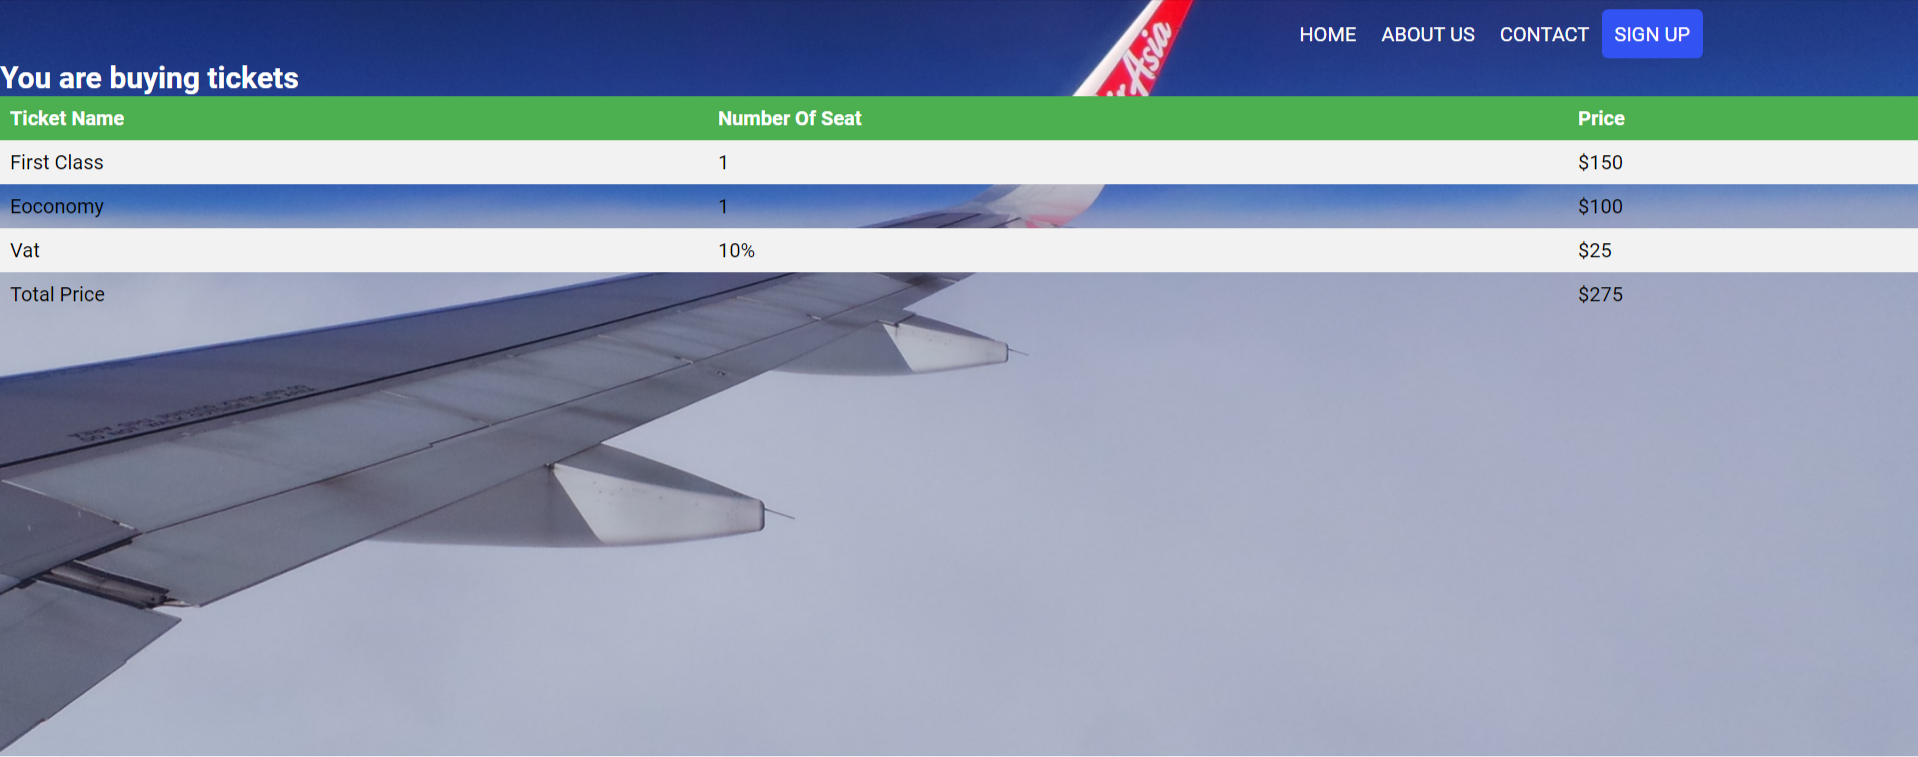 HOME ABOUT US CONTACT SIGN UP
You are buying tickets
Ticket Name Number Of Seat Price
First Class 1 $150
Eoconomy 1 $100
Vat 10% $25
Total Price $275
Asia